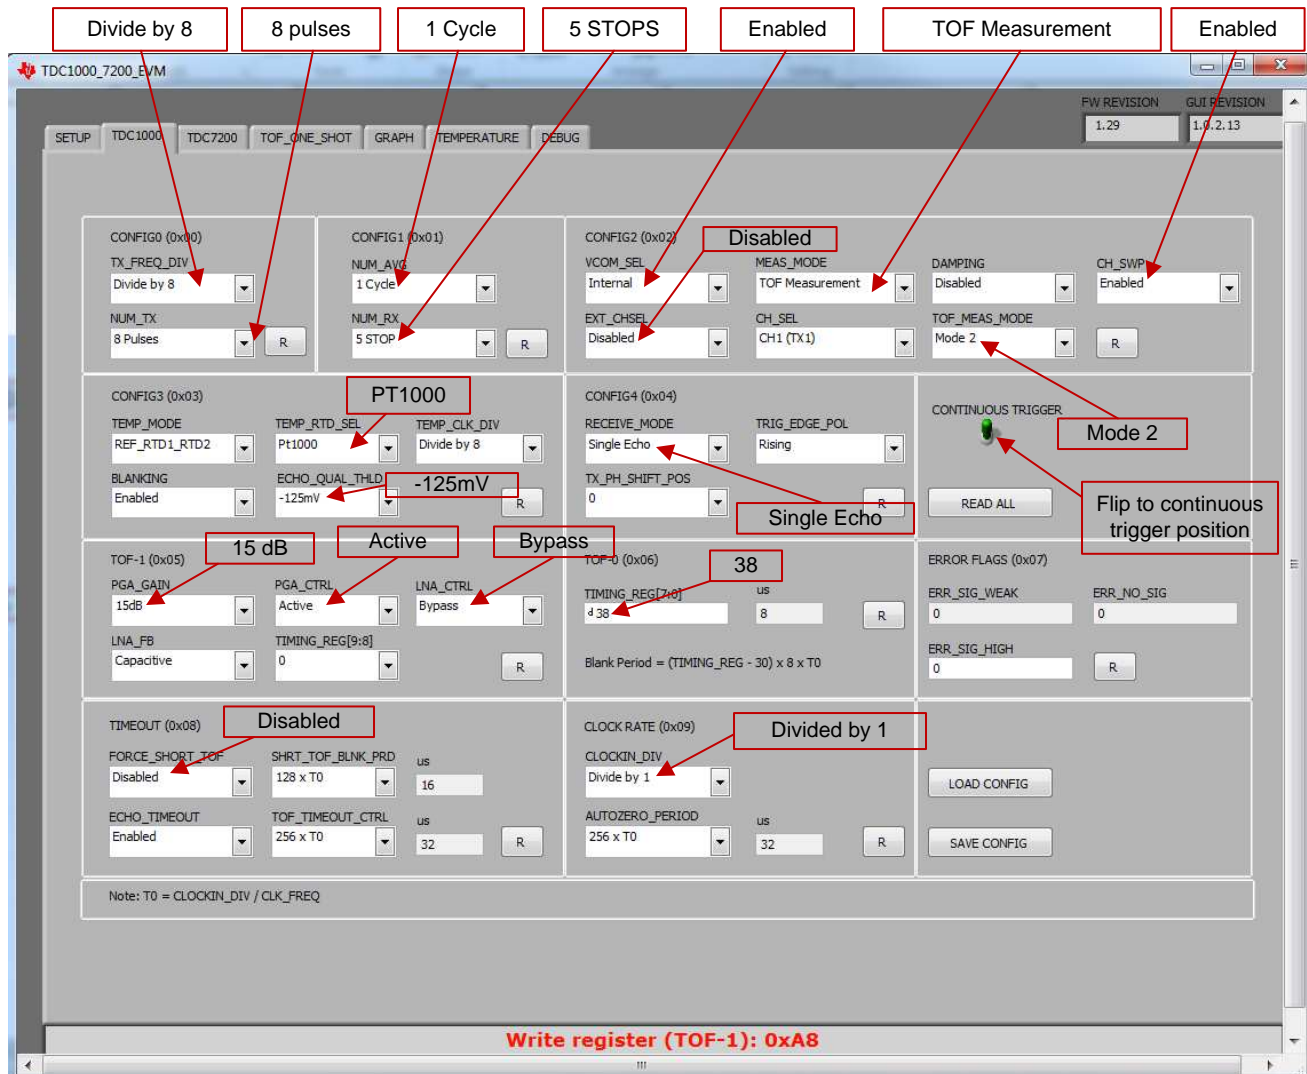 Divide by 8
8 pulses
1 Cycle
5 STOPS
Enabled
TOF Measurement
Enabled
TDC1000_7200_EVM
FW REVISION
GUI REVISION
1.29
1.0.2.13
SETUP
TDC1000
TDC7200
TOF_ONE_SHOT
GRAPH
TEMPERATURE
DEBUG
CONFIG0 (0x00)
TX_FREQ_DIV
Divide by 8
NUM_TX
8 Pulses
R
CONFIG1 (0x01)
NUM_AVG
1 Cycle
NUM_RX
5 STOP
R
CONFIG2 (0x02)
Disabled
VCOM_SEL
Internal
MEAS_MODE
TOF Measurement
DAMPING
Disabled
CH_SWP
Enabled
EXT_CHSEL
Disabled
CH_SEL
CH1 (TX1)
TOF_MEAS_MODE
Mode 2
R
CONFIG3 (0x03)
PT1000
TEMP_MODE
REF_RTD1_RTD2
TEMP_RTD_SEL
Pt1000
TEMP_CLK_DIV
Divide by 8
BLANKING
Enabled
ECHO_QUAL_THLD
-125mV
-125mV
R
CONFIG4 (0x04)
RECEIVE_MODE
Single Echo
TRIG_EDGE_POL
Rising
TX_PH_SHIFT_POS
0
R
Single Echo
CONTINUOUS TRIGGER
Mode 2
READ ALL
Flip to continuous
trigger position
TOF-1 (0x05)
15 dB
Active
Bypass
PGA_GAIN
15dB
PGA_CTRL
Active
LNA_CTRL
Bypass
LNA_FB
Capacitive
TIMING_REG[9:8]
0
R
TOF-0 (0x06)
38
TIMING_REG[7:0]
d 38
us
8
R
Blank Period = (TIMING_REG - 30) x 8 x T0
ERROR FLAGS (0x07)
ERR_SIG_WEAK
0
ERR_NO_SIG
0
ERR_SIG_HIGH
0
R
TIMEOUT (0x08)
Disabled
FORCE_SHORT_TOF
Disabled
SHRT_TOF_BLNK_PRD
128 x T0
us
16
ECHO_TIMEOUT
Enabled
TOF_TIMEOUT_CTRL
256 x T0
us
32
R
CLOCK RATE (0x09)
Divided by 1
CLOCKIN_DIV
Divide by 1
AUTOZERO_PERIOD
256 x T0
us
32
R
LOAD CONFIG
SAVE CONFIG
Note: T0 = CLOCKIN_DIV / CLK_FREQ
Write register (TOF-1): 0xA8